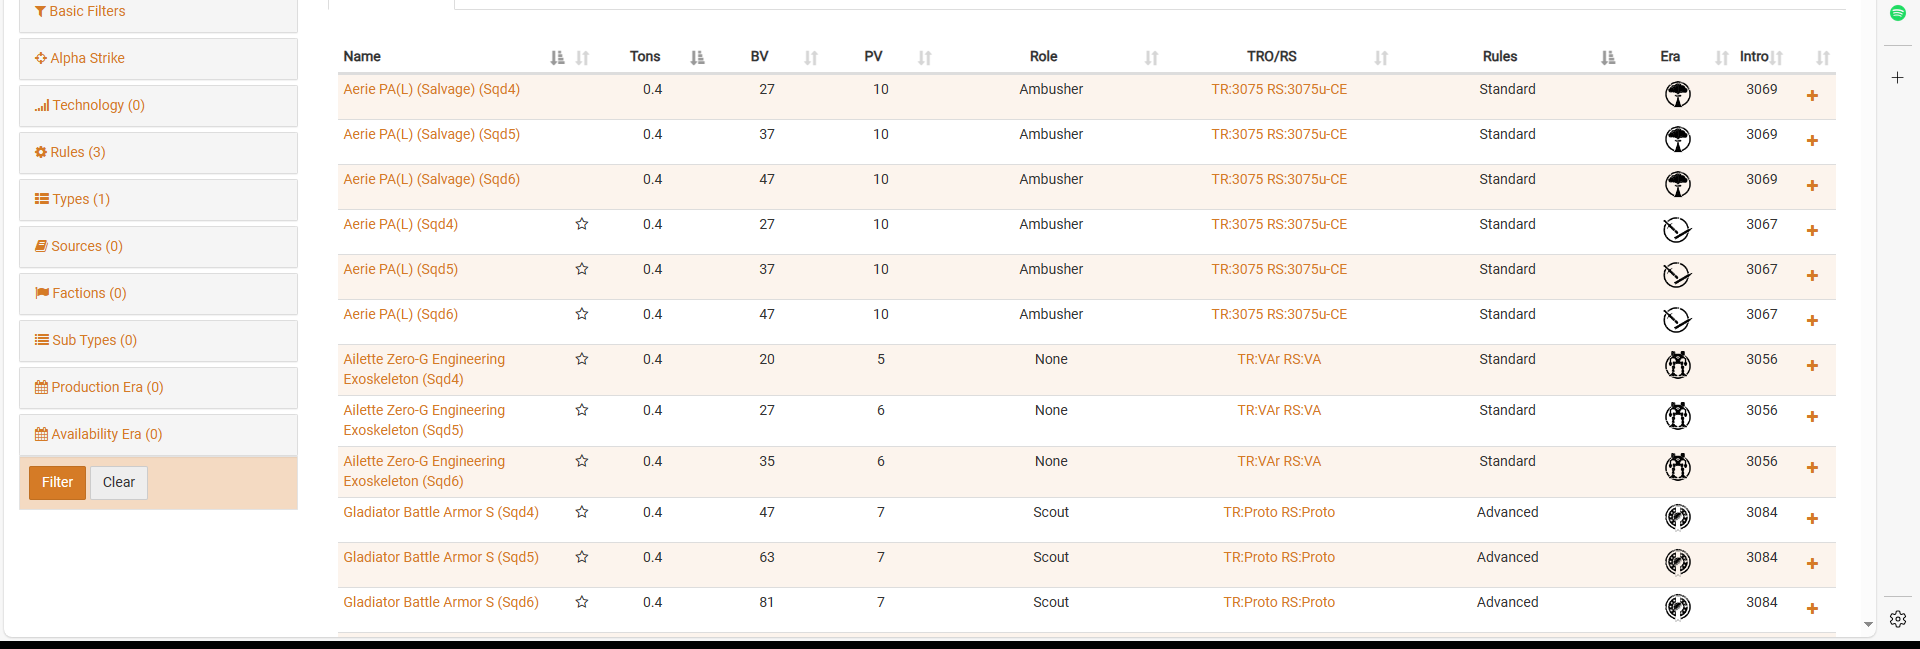 Basic Filters
Alpha Strike
Technology (0)
Rules (3)
Types (1)
Sources (0)
Factions (0)
Sub Types (0)
Production Era (0)
Availability Era (0)
Filter Clear
Name Tons BV PV Role TRO/RS Rules Era Intro
Aerie PA(L) (Salvage) (Sqd4) 0.4 27 10 Ambusher TR:3075 RS:3075u-CE Standard 3069
Aerie PA(L) (Salvage) (Sqd5) 0.4 37 10 Ambusher TR:3075 RS:3075u-CE Standard 3069
Aerie PA(L) (Salvage) (Sqd6) 0.4 47 10 Ambusher TR:3075 RS:3075u-CE Standard 3069
Aerie PA(L) (Sqd4) 0.4 27 10 Ambusher TR:3075 RS:3075u-CE Standard 3067
Aerie PA(L) (Sqd5) 0.4 37 10 Ambusher TR:3075 RS:3075u-CE Standard 3067
Aerie PA(L) (Sqd6) 0.4 47 10 Ambusher TR:3075 RS:3075u-CE Standard 3067
Ailette Zero-G Engineering 0.4 20 5 None TR:VAr RS:VA Standard 3056
Exoskeleton (Sqd4)
Ailette Zero-G Engineering 0.4 27 6 None TR:VAr RS:VA Standard 3056
Exoskeleton (Sqd5)
Ailette Zero-G Engineering 0.4 35 6 None TR:VAr RS:VA Standard 3056
Exoskeleton (Sqd6)
Gladiator Battle Armor S (Sqd4) 0.4 47 7 Scout TR:Proto RS:Proto Advanced 3084
Gladiator Battle Armor S (Sqd5) 0.4 63 7 Scout TR:Proto RS:Proto Advanced 3084
Gladiator Battle Armor S (Sqd6) 0.4 81 7 Scout TR:Proto RS:Proto Advanced 3084